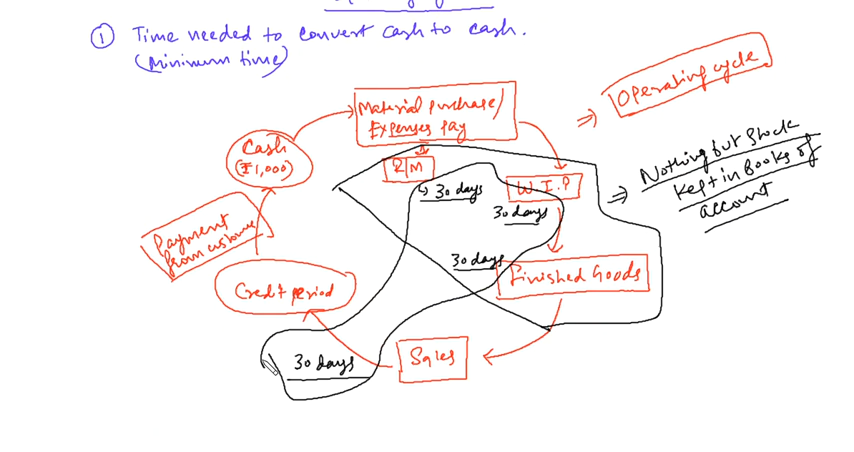 ① Time needed to convert cash to cash.
(Minimum time)
Material purchase/
Expenses Pay
⇒ Operating cycle
Cash
(₹1,000)
R/M
→ 30 days
W.I.P
30 days
⇒ Nothing but stock
kept in Books of
account
Payment
from customer
30 days
Finished Goods
Credit period
30 days
Sales